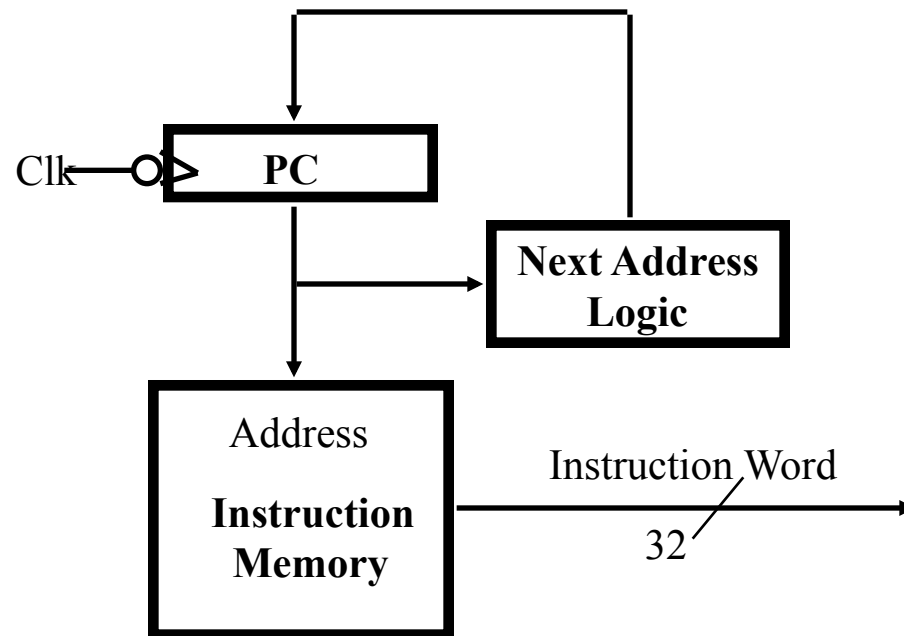 Clk
PC
Next Address
Logic
Address
Instruction
Memory
Instruction Word
32